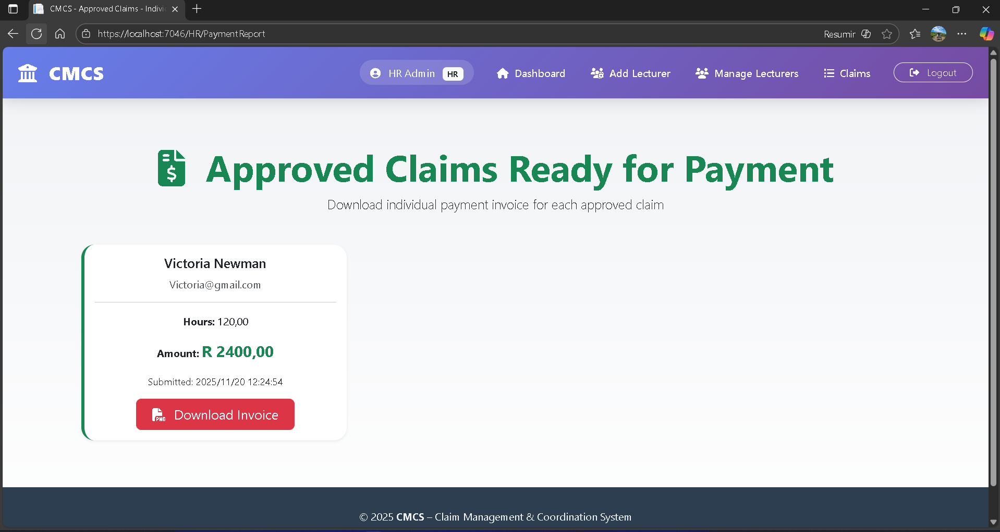 CMCS - Approved Claims - Indivi
https://localhost:7046/HR/PaymentReport
Resumir
CMCS
HR Admin HR
Dashboard
Add Lecturer
Manage Lecturers
Claims
Logout
Approved Claims Ready for Payment
Download individual payment invoice for each approved claim
Victoria Newman
Victoria@gmail.com
Hours: 120,00
Amount: R 2400,00
Submitted: 2025/11/20 12:24:54
PNG Download Invoice
© 2025 CMCS – Claim Management & Coordination System